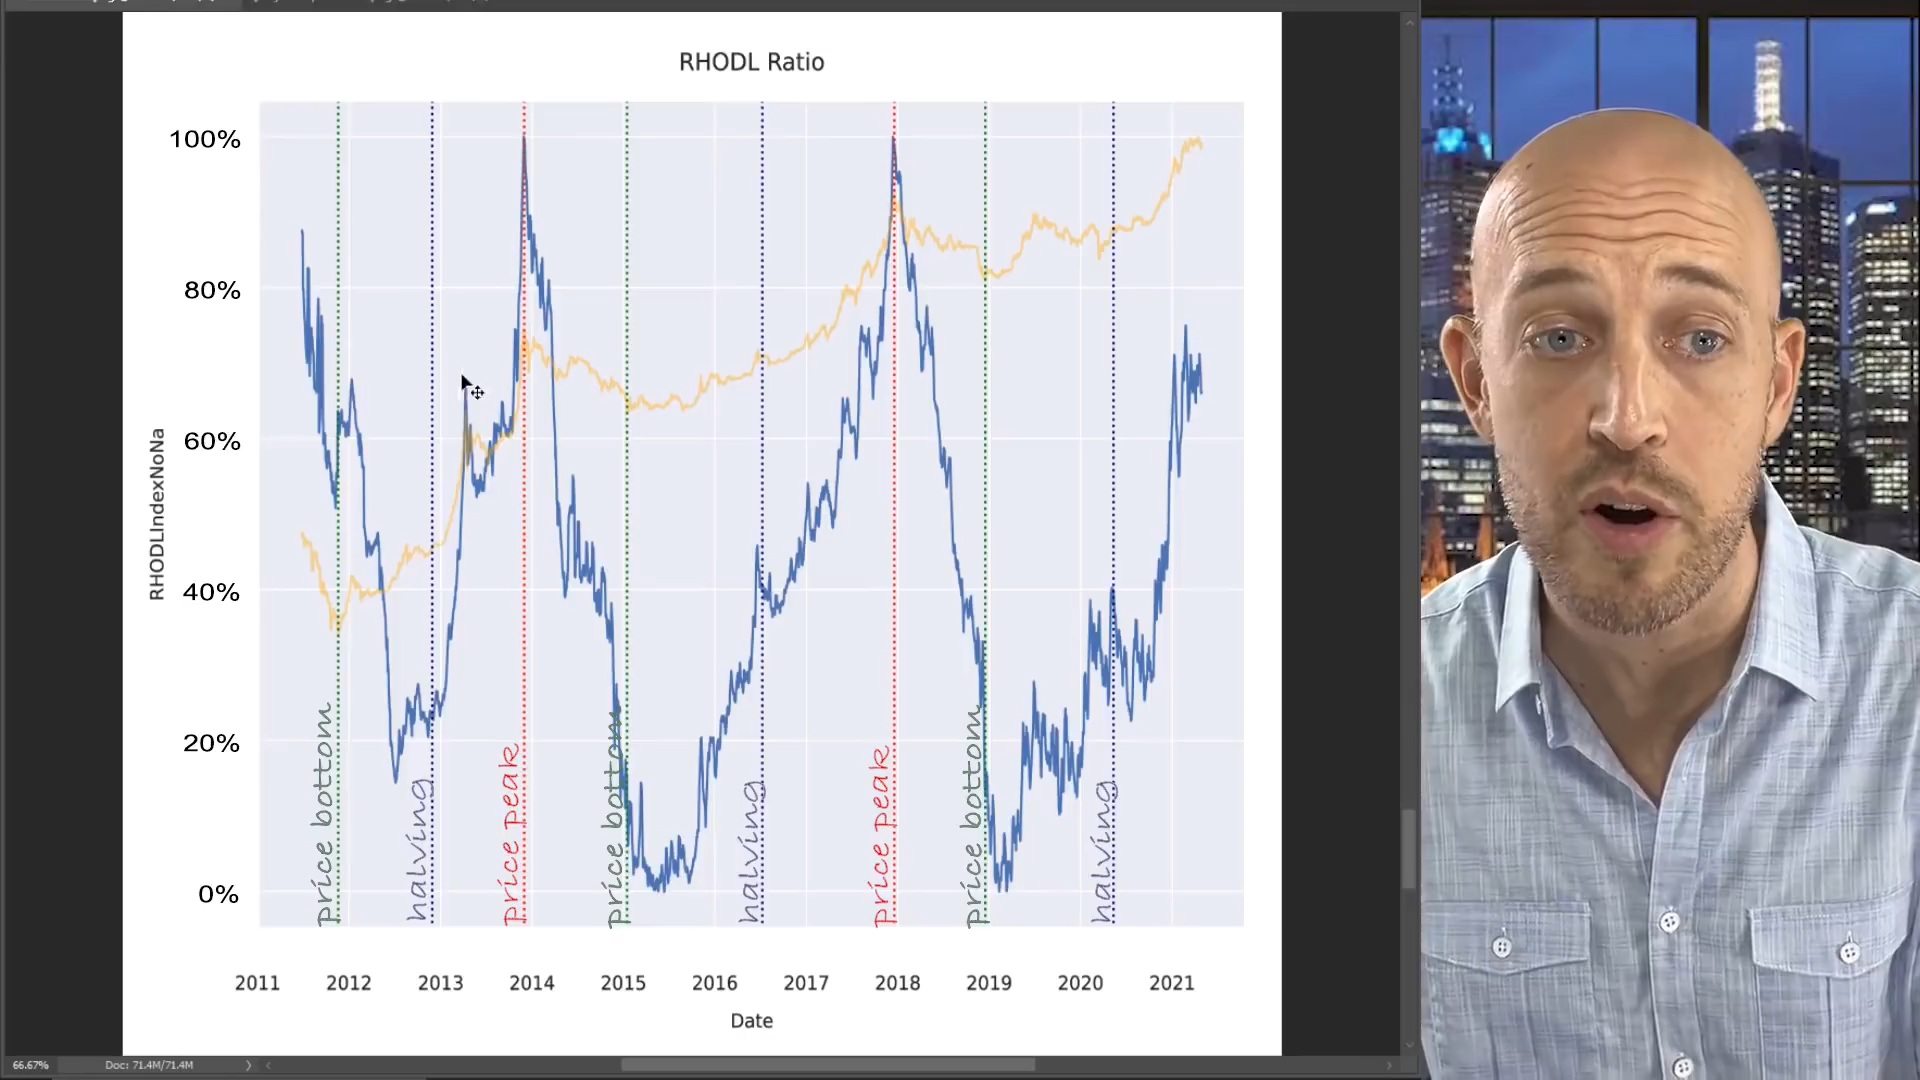 RHODL Ratio
100%
80%
60%
40%
20%
0%
RHODLIndexNoNa
price bottom
halving
price peak
price bottom
halving
price peak
price bottom
halving
2011 2012 2013 2014 2015 2016 2017 2018 2019 2020 2021
Date
66.67% Doc: 71.4M/71.4M